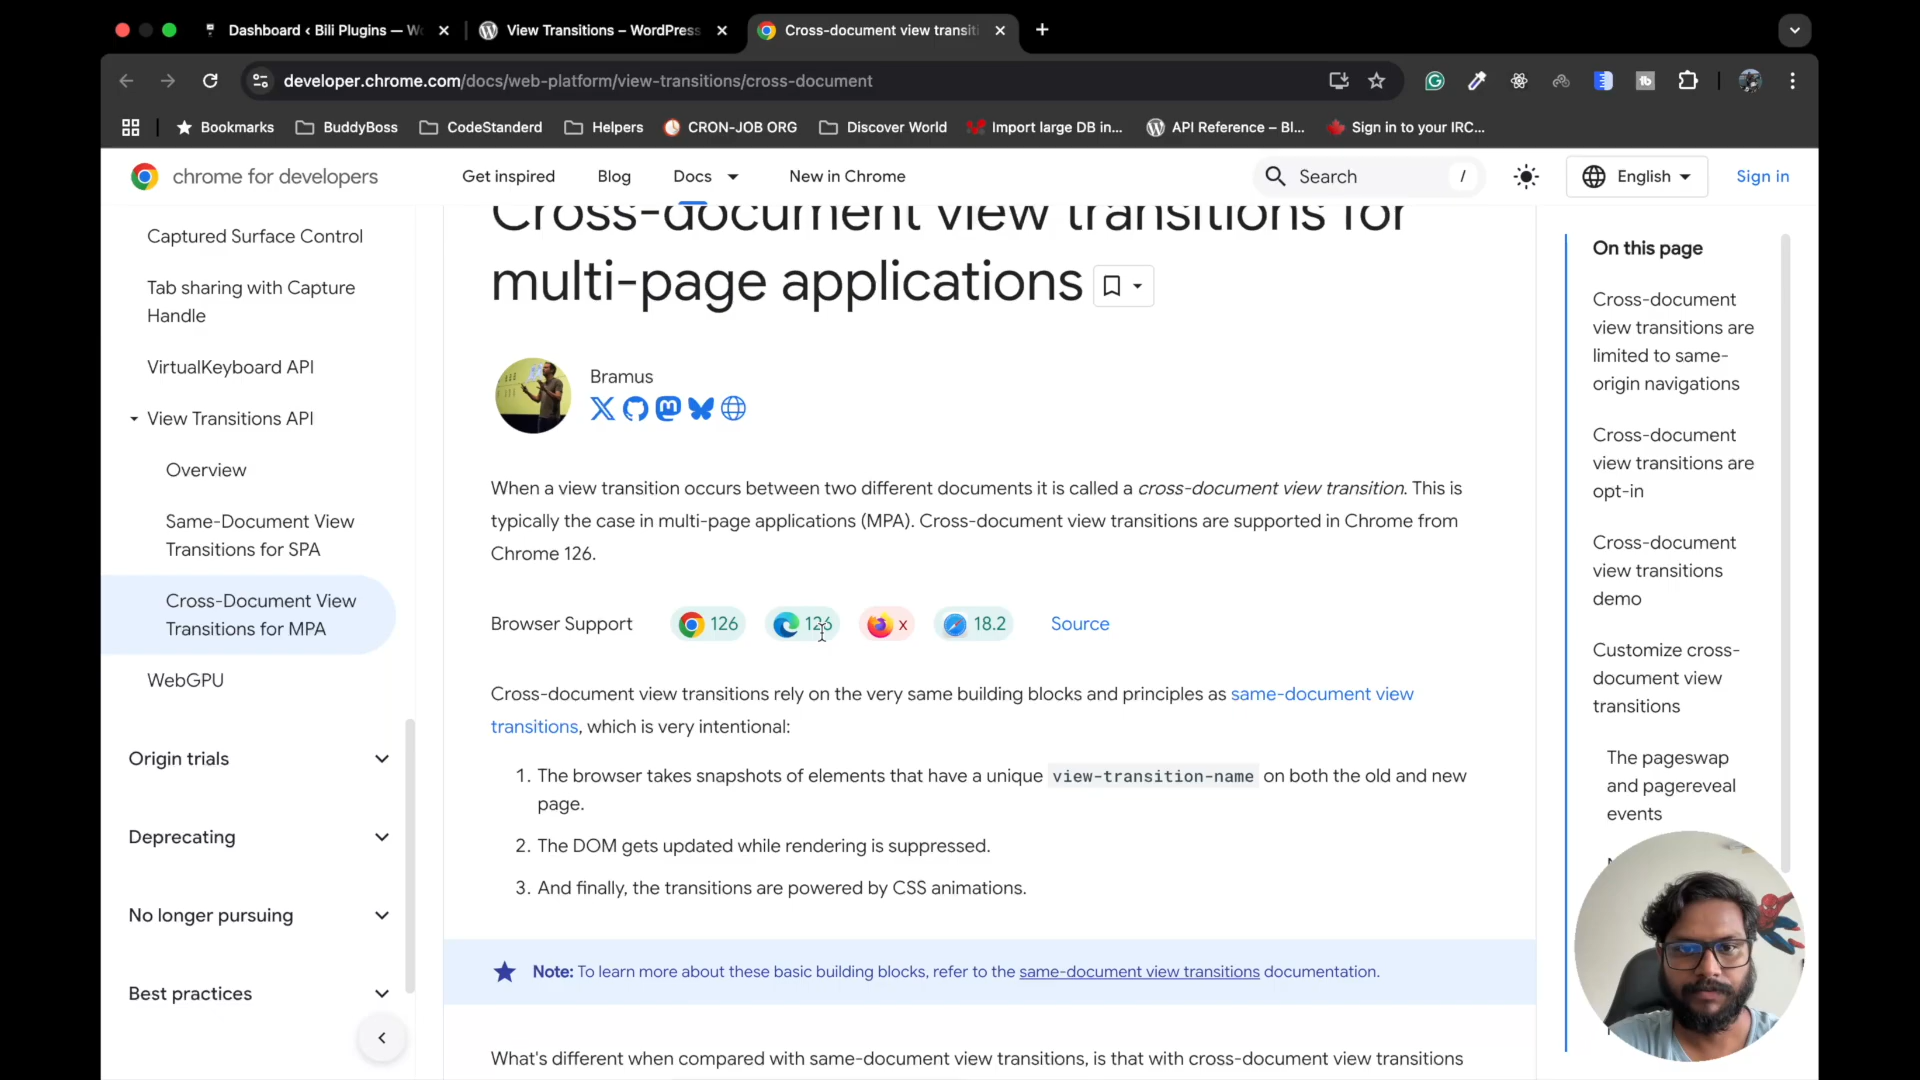 Dashboard ‹ Bili Plugins — Wo
View Transitions – WordPress
Cross-document view transiti
developer.chrome.com/docs/web-platform/view-transitions/cross-document
Bookmarks
BuddyBoss
CodeStanderd
Helpers
CRON-JOB ORG
Discover World
Import large DB in...
API Reference – Bl...
Sign in to your IRC...
chrome for developers
Get inspired
Blog
Docs
New in Chrome
Search
/
English
Sign in
Captured Surface Control
Tab sharing with Capture
Handle
VirtualKeyboard API
View Transitions API
Overview
Same-Document View
Transitions for SPA
Cross-Document View
Transitions for MPA
WebGPU
Origin trials
Deprecating
No longer pursuing
Best practices
Cross-document view transitions for
multi-page applications
Bramus
When a view transition occurs between two different documents it is called a cross-document view transition. This is
typically the case in multi-page applications (MPA). Cross-document view transitions are supported in Chrome from
Chrome 126.
Browser Support
126
126
x
18.2
Source
Cross-document view transitions rely on the very same building blocks and principles as same-document view
transitions, which is very intentional:
1. The browser takes snapshots of elements that have a unique view-transition-name on both the old and new
page.
2. The DOM gets updated while rendering is suppressed.
3. And finally, the transitions are powered by CSS animations.
Note: To learn more about these basic building blocks, refer to the same-document view transitions documentation.
What's different when compared with same-document view transitions, is that with cross-document view transitions
On this page
Cross-document
view transitions are
limited to same-
origin navigations
Cross-document
view transitions are
opt-in
Cross-document
view transitions
demo
Customize cross-
document view
transitions
The pageswap
and pagereveal
events